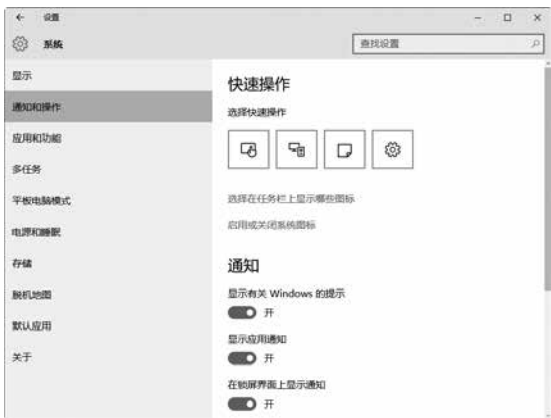 设置
系统
查找设置
显示
通知和操作
应用和功能
多任务
平板电脑模式
电源和睡眠
存储
脱机地图
默认应用
关于
快速操作
选择快速操作
选择在任务栏上显示哪些图标
启用或关闭系统图标
通知
显示有关 Windows 的提示
开
显示应用通知
开
在锁屏界面上显示通知
开